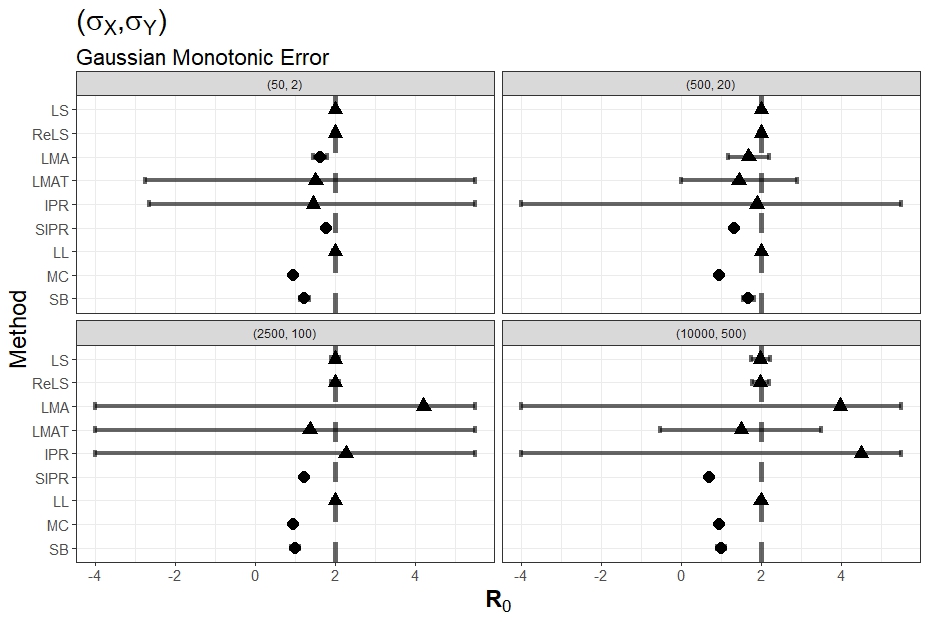 (σX,σY)
Gaussian Monotonic Error
(50, 2)
(500, 20)
LS
ReLS
LMA
LMAT
IPR
SIPR
LL
MC
SB
(2500, 100)
(10000, 500)
LS
ReLS
LMA
LMAT
IPR
SIPR
LL
MC
SB
Method
-4 -2 0 2 4
-4 -2 0 2 4
R0